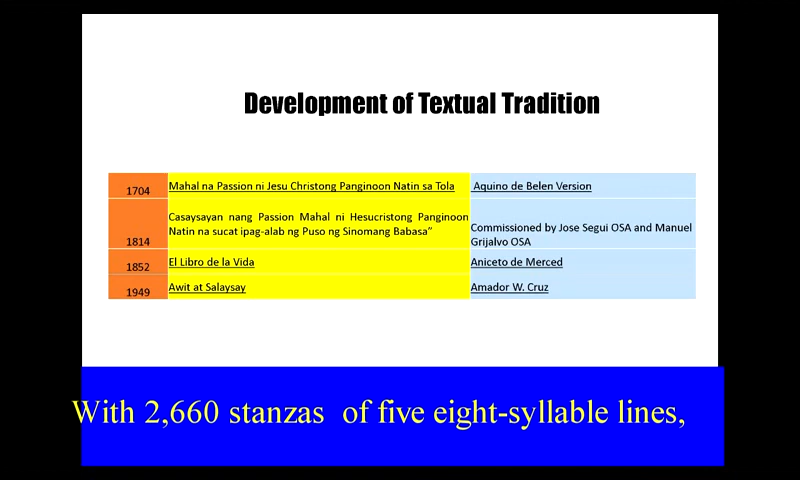 Development of Textual Tradition
1704 Mahal na Passion ni Jesu Christong Panginoon Natin sa Tola Aquino de Belen Version
Casaysayan nang Passion Mahal ni Hesucristong Panginoon
Natin na sucat ipag-alab ng Puso ng Sinomang Babasa”
1814 Commissioned by Jose Segui OSA and Manuel
Grijalvo OSA
1852 El Libro de la Vida Aniceto de Merced
1949 Awit at Salaysay Amador W. Cruz
With 2,660 stanzas of five eight-syllable lines,